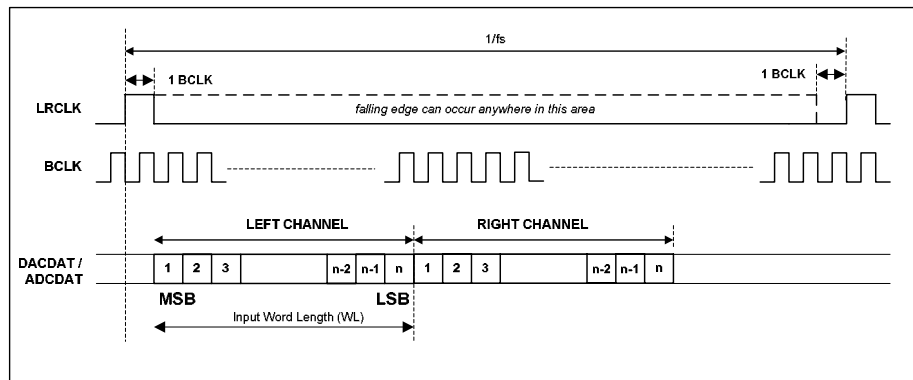 1/fs
1 BCLK
1 BCLK
LRCLK
falling edge can occur anywhere in this area
BCLK
LEFT CHANNEL
RIGHT CHANNEL
DACDAT /
ADCDAT
1 2 3 n-2 n-1 n 1 2 3 n-2 n-1 n
MSB LSB
Input Word Length (WL)